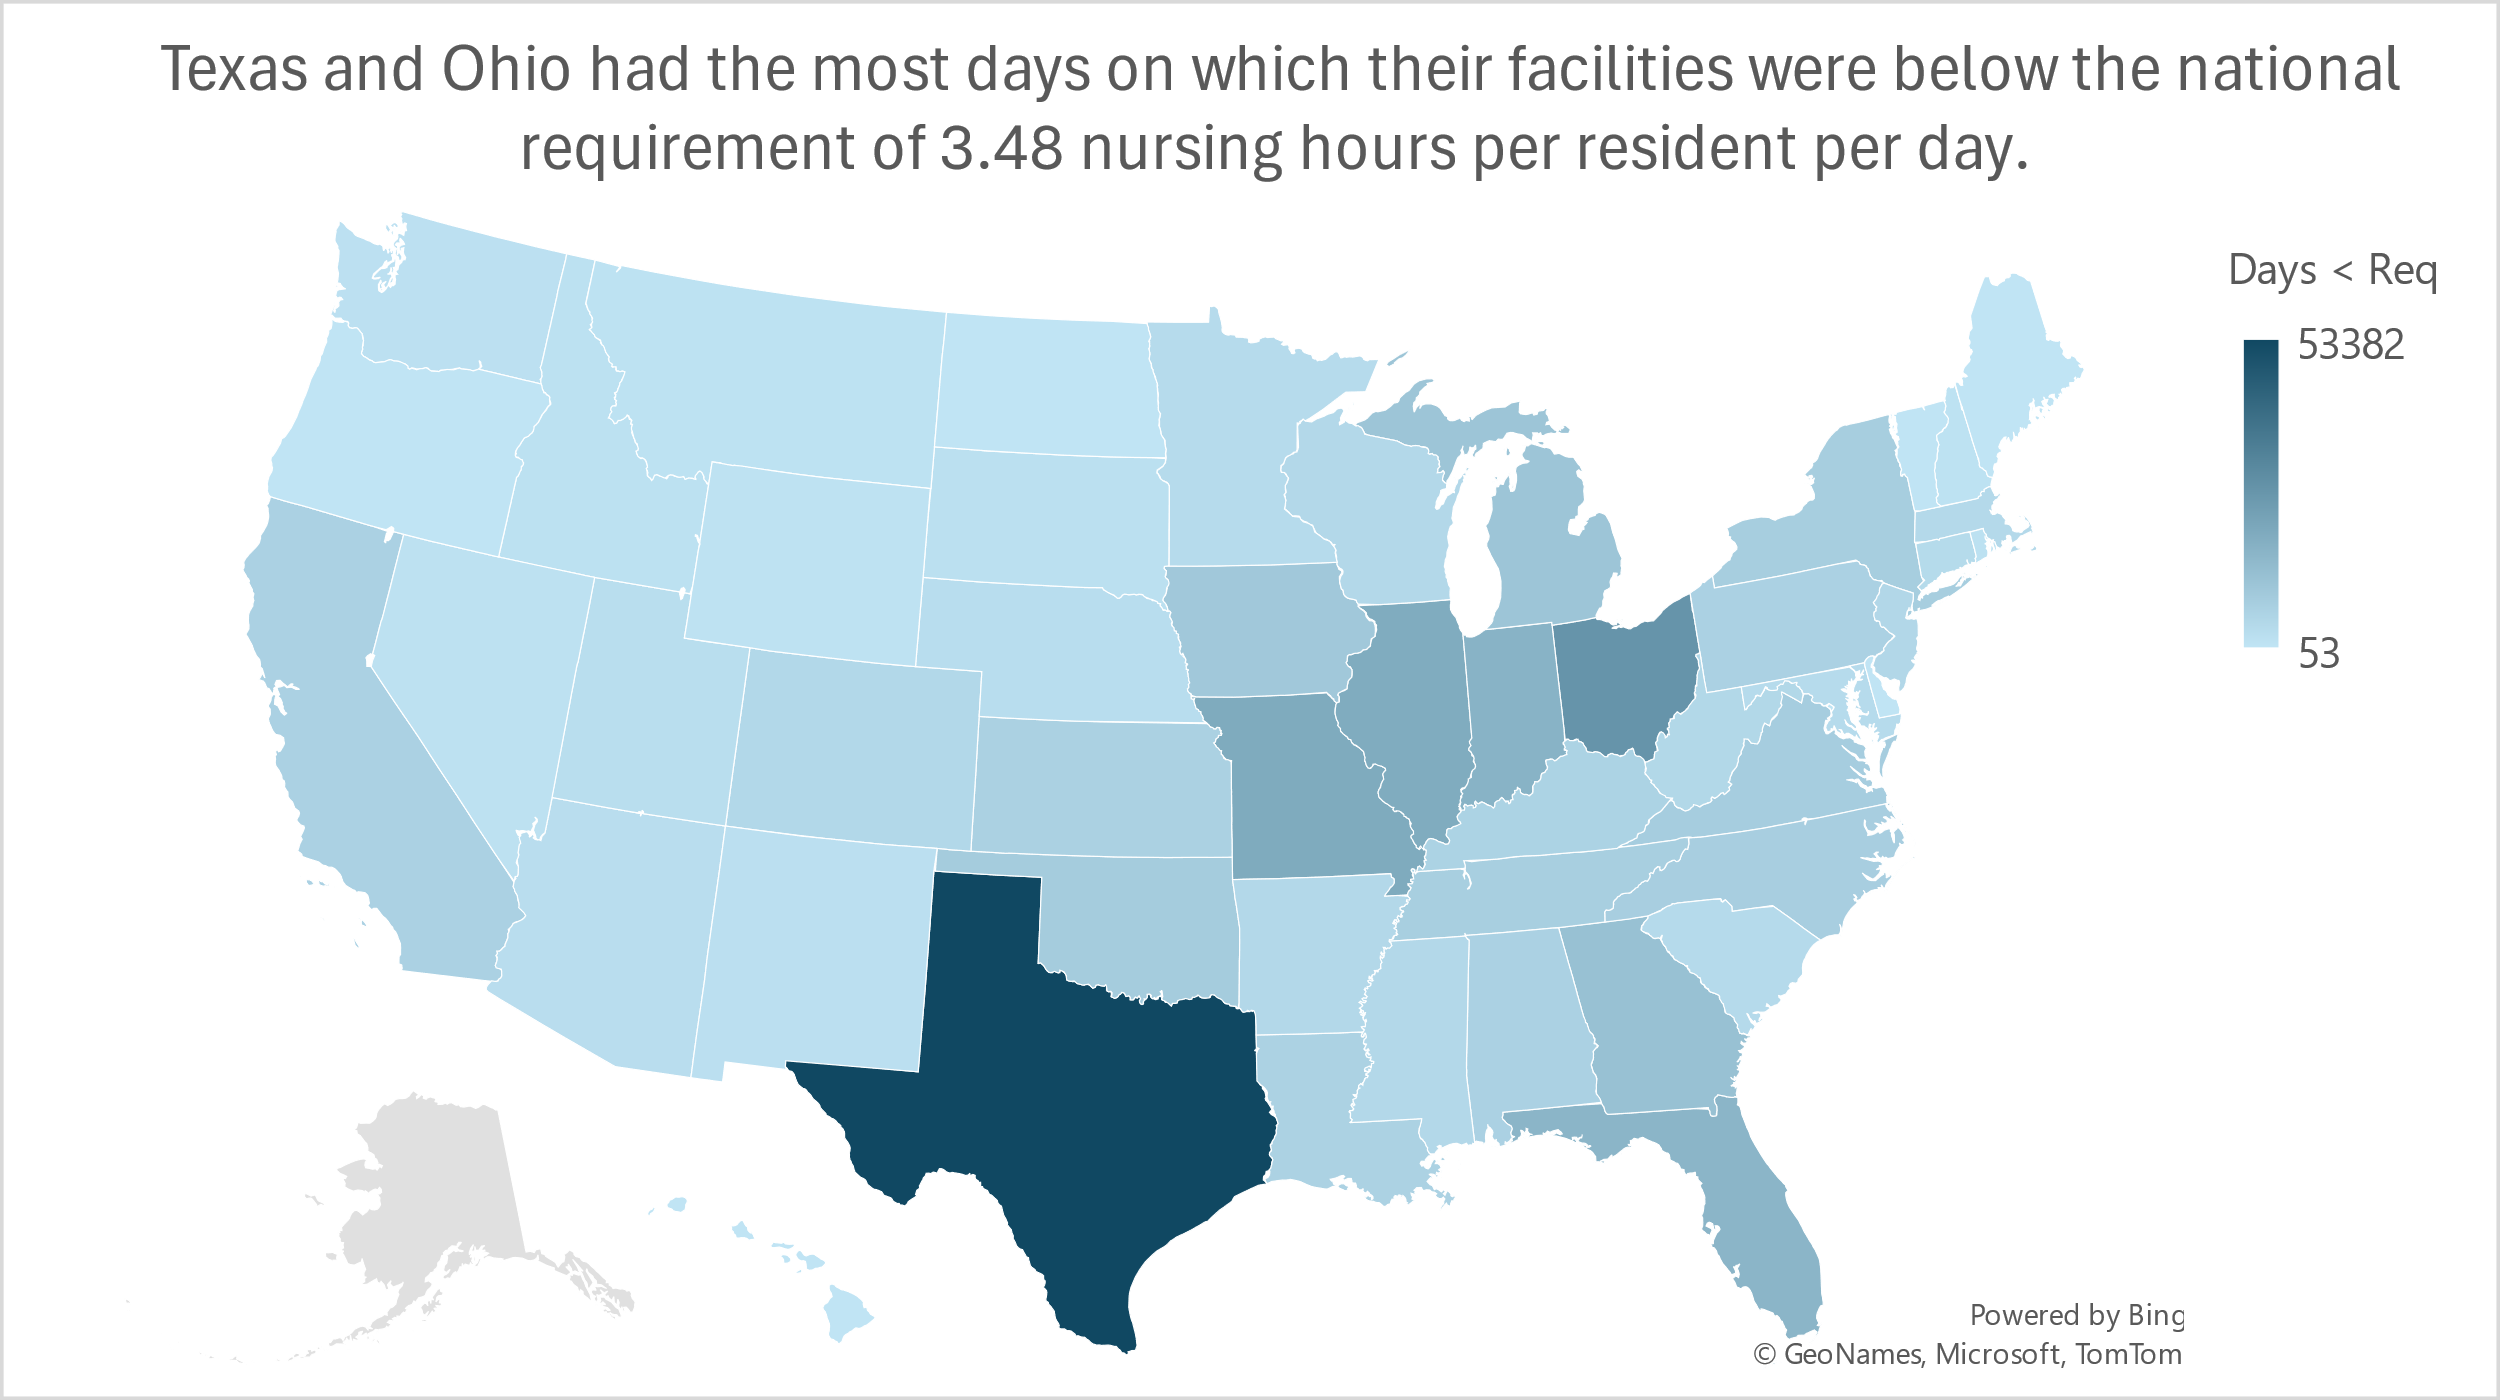 Texas and Ohio had the most days on which their facilities were below the national
requirement of 3.48 nursing hours per resident per day.
Days < Req
53382
53
Powered by Bing
© GeoNames, Microsoft, TomTom